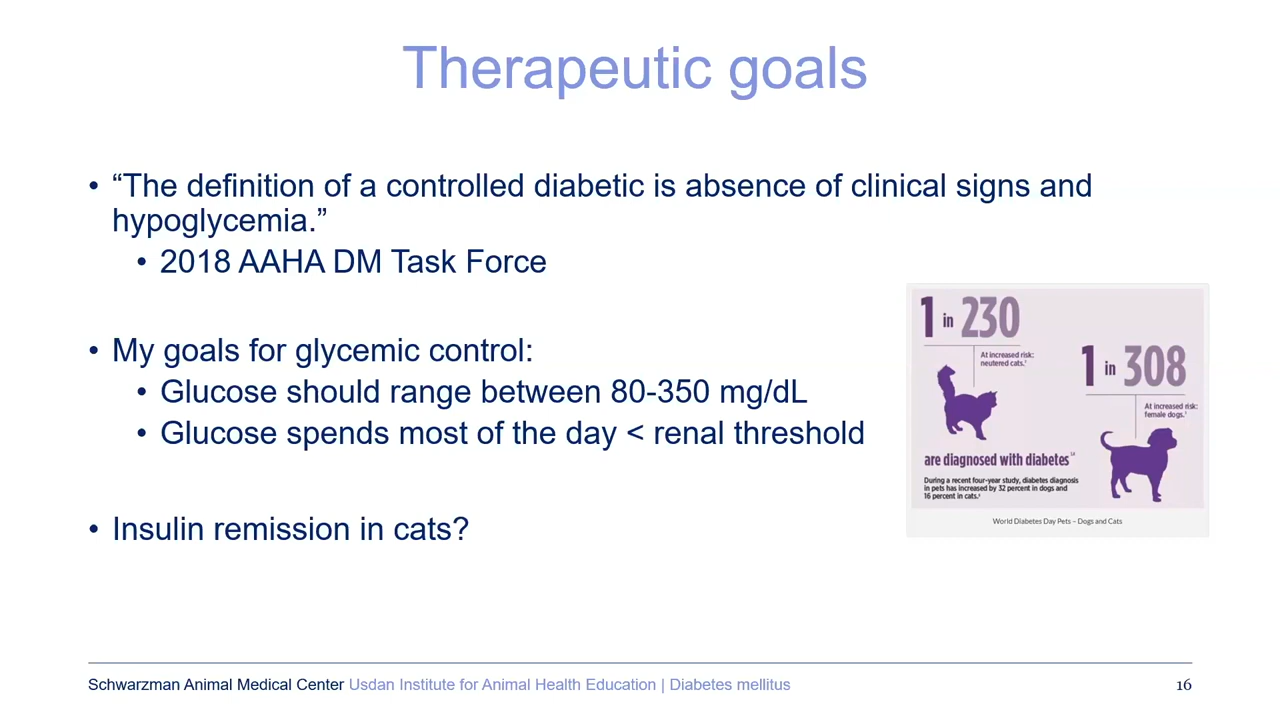 Therapeutic goals
• “The definition of a controlled diabetic is absence of clinical signs and
hypoglycemia.”
• 2018 AAHA DM Task Force
• My goals for glycemic control:
• Glucose should range between 80-350 mg/dL
• Glucose spends most of the day < renal threshold
• Insulin remission in cats?
1 in 230
At increased risk:
neutered cats.
1 in 308
At increased risk:
female dogs.
are diagnosed with diabetes
During a recent four-year study, diabetes diagnosis
in pets has increased by 32 percent in dogs and
16 percent in cats.
World Diabetes Day Pets – Dogs and Cats
Schwarzman Animal Medical Center Usdan Institute for Animal Health Education | Diabetes mellitus
16